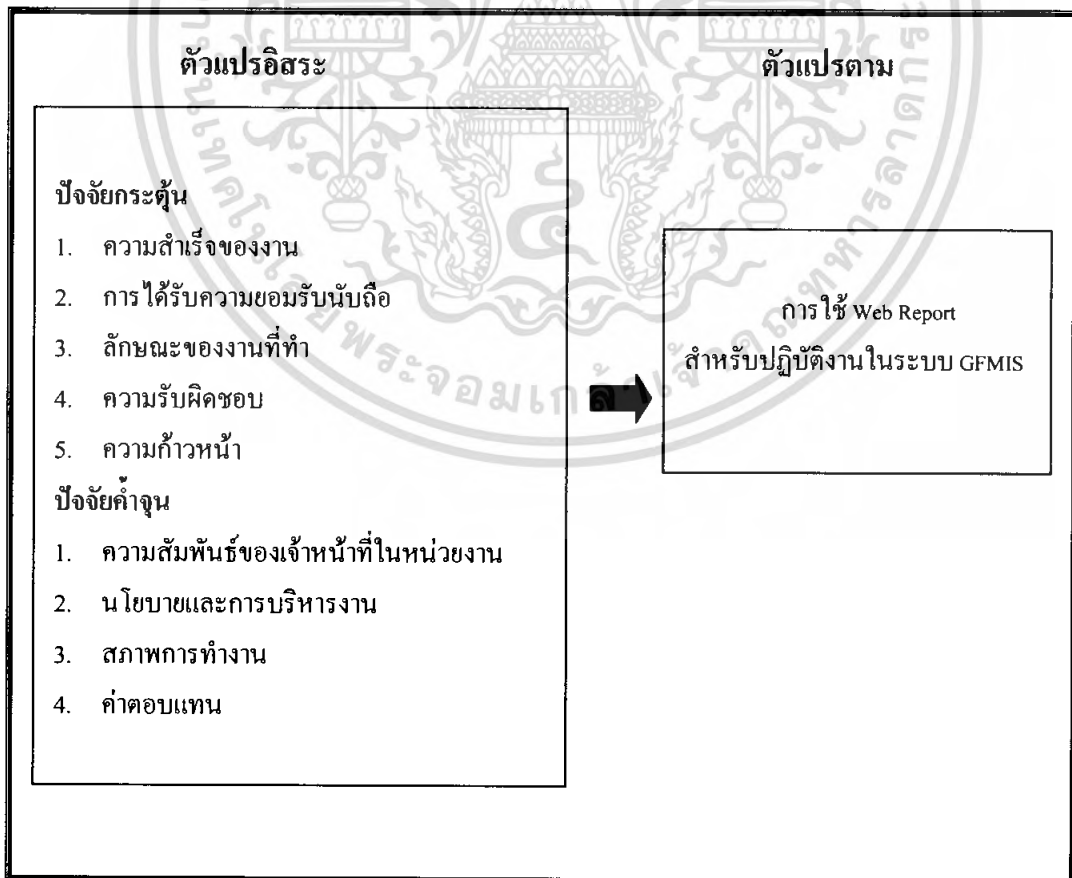 ตัวแปรอิสระ
ตัวแปรตาม
ปัจจัยกระตุ้น
1. ความสำเร็จของงาน
2. การได้รับความยอมรับนับถือ
3. ลักษณะของงานที่ทำ
4. ความรับผิดชอบ
5. ความก้าวหน้า
ปัจจัยค้ำจุน
1. ความสัมพันธ์ของเจ้าหน้าที่ในหน่วยงาน
2. นโยบายและการบริหารงาน
3. สภาพการทำงาน
4. ค่าตอบแทน
การใช้ Web Report
สำหรับปฏิบัติงานในระบบ GFMIS